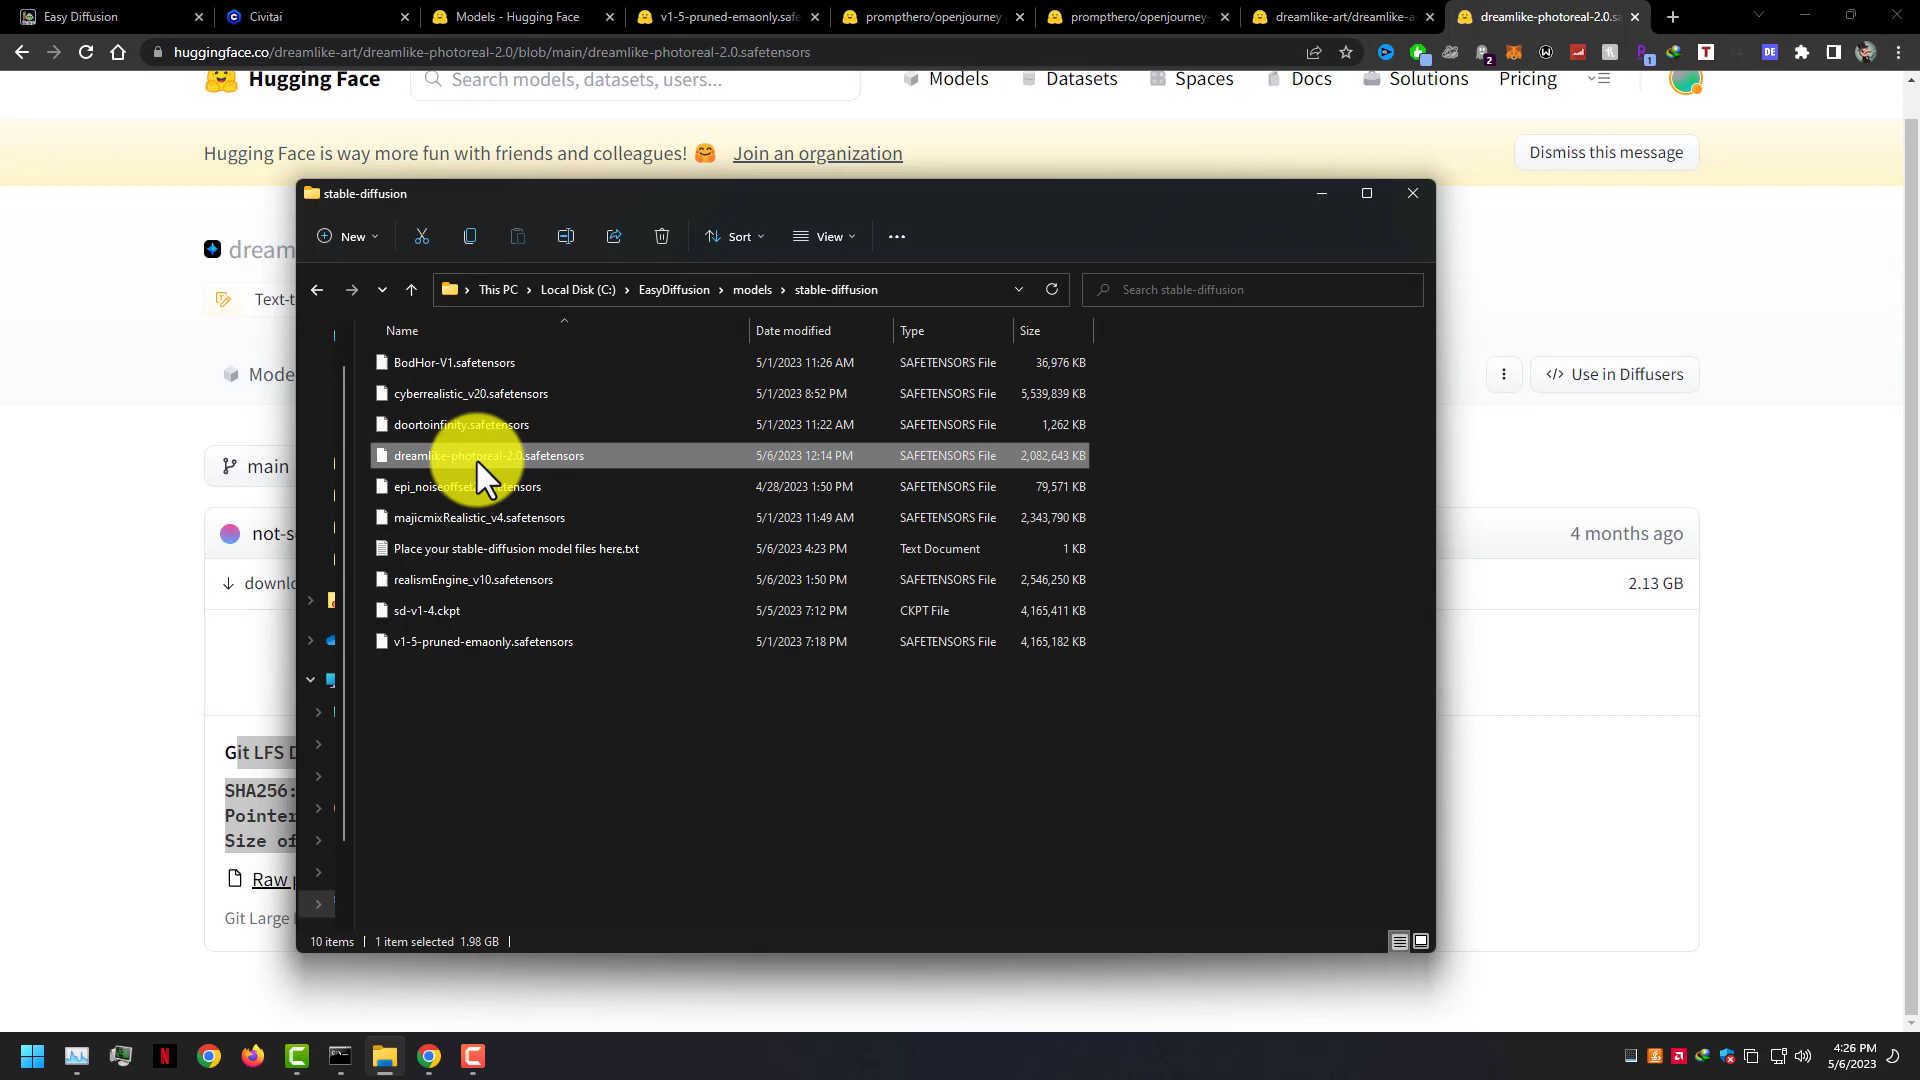 Easy Diffusion
Civitai
Models - Hugging Face
v1-5-pruned-emaonly.safe
prompthero/openjourney
prompthero/openjourney-
dreamlike-art/dreamlike-a
dreamlike-photoreal-2.0.s
huggingface.co/dreamlike-art/dreamlike-photoreal-2.0/blob/main/dreamlike-photoreal-2.0.safetensors
Hugging Face
Search models, datasets, users...
Models
Datasets
Spaces
Docs
Solutions
Pricing
Hugging Face is way more fun with friends and colleagues! 🤗 Join an organization
Dismiss this message
stable-diffusion
New
Sort
View
This PC > Local Disk (C:) > EasyDiffusion > models > stable-diffusion
Search stable-diffusion
Name Date modified Type Size
BodHor-V1.safetensors 5/1/2023 11:26 AM SAFETENSORS File 36,976 KB
cyberrealistic_v20.safetensors 5/1/2023 8:52 PM SAFETENSORS File 5,539,839 KB
doortoinfinity.safetensors 5/1/2023 11:22 AM SAFETENSORS File 1,262 KB
dreamlike-photoreal-2.0.safetensors 5/6/2023 12:14 PM SAFETENSORS File 2,082,643 KB
epi_noiseoffset tensors 4/28/2023 1:50 PM SAFETENSORS File 79,571 KB
majicmixRealistic_v4.safetensors 5/1/2023 11:49 AM SAFETENSORS File 2,343,790 KB
Place your stable-diffusion model files here.txt 5/6/2023 4:23 PM Text Document 1 KB
realismEngine_v10.safetensors 5/6/2023 1:50 PM SAFETENSORS File 2,546,250 KB
sd-v1-4.ckpt 5/5/2023 7:12 PM CKPT File 4,165,411 KB
v1-5-pruned-emaonly.safetensors 5/1/2023 7:18 PM SAFETENSORS File 4,165,182 KB
10 items 1 item selected 1.98 GB
dream
Text-t
Mode
</> Use in Diffusers
main
not-s
4 months ago
downlo
2.13 GB
Git LFS D
SHA256:
Pointer
Size of
Raw p
Git Large
4:26 PM
5/6/2023